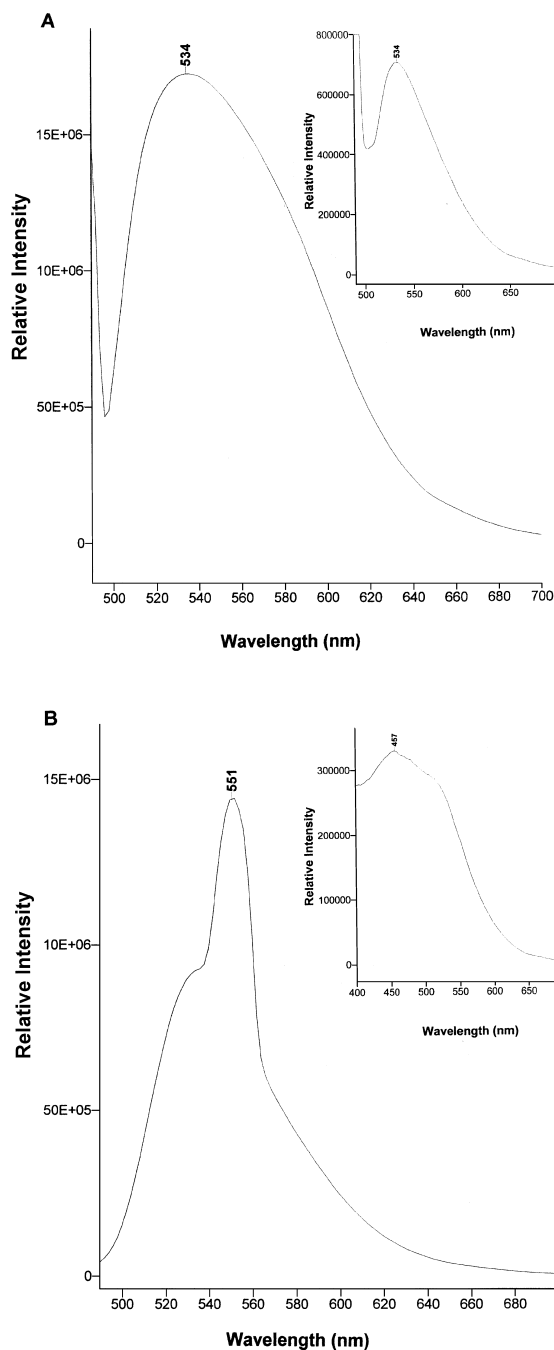 A
534
15E+06
10E+06
50E+05
0
Relative Intensity
500 520 540 560 580 600 620 640 660 680 700
Wavelength (nm)
534
800000
600000
400000
200000
0
Relative Intensity
500 550 600 650
Wavelength (nm)
B
551
15E+06
10E+06
50E+05
0
Relative Intensity
500 520 540 560 580 600 620 640 660 680
Wavelength (nm)
457
300000
200000
100000
0
Relative Intensity
400 450 500 550 600 650
Wavelength (nm)